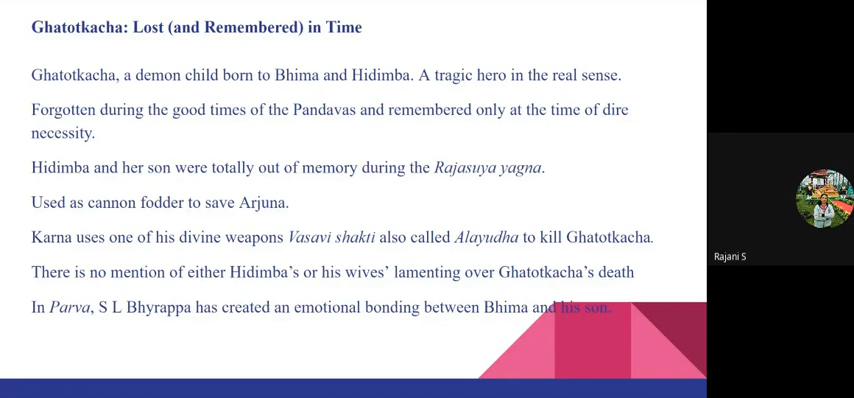 Ghatotkacha: Lost (and Remembered) in Time
Ghatotkacha, a demon child born to Bhima and Hidimba. A tragic hero in the real sense.
Forgotten during the good times of the Pandavas and remembered only at the time of dire
necessity.
Hidimba and her son were totally out of memory during the Rajasuya yagna.
Used as cannon fodder to save Arjuna.
Karna uses one of his divine weapons Vasavi shakti also called Alayudha to kill Ghatotkacha.
There is no mention of either Hidimba's or his wives' lamenting over Ghatotkacha's death
In Parva, S L Bhyrappa has created an emotional bonding between Bhima and his son.
Rajani S